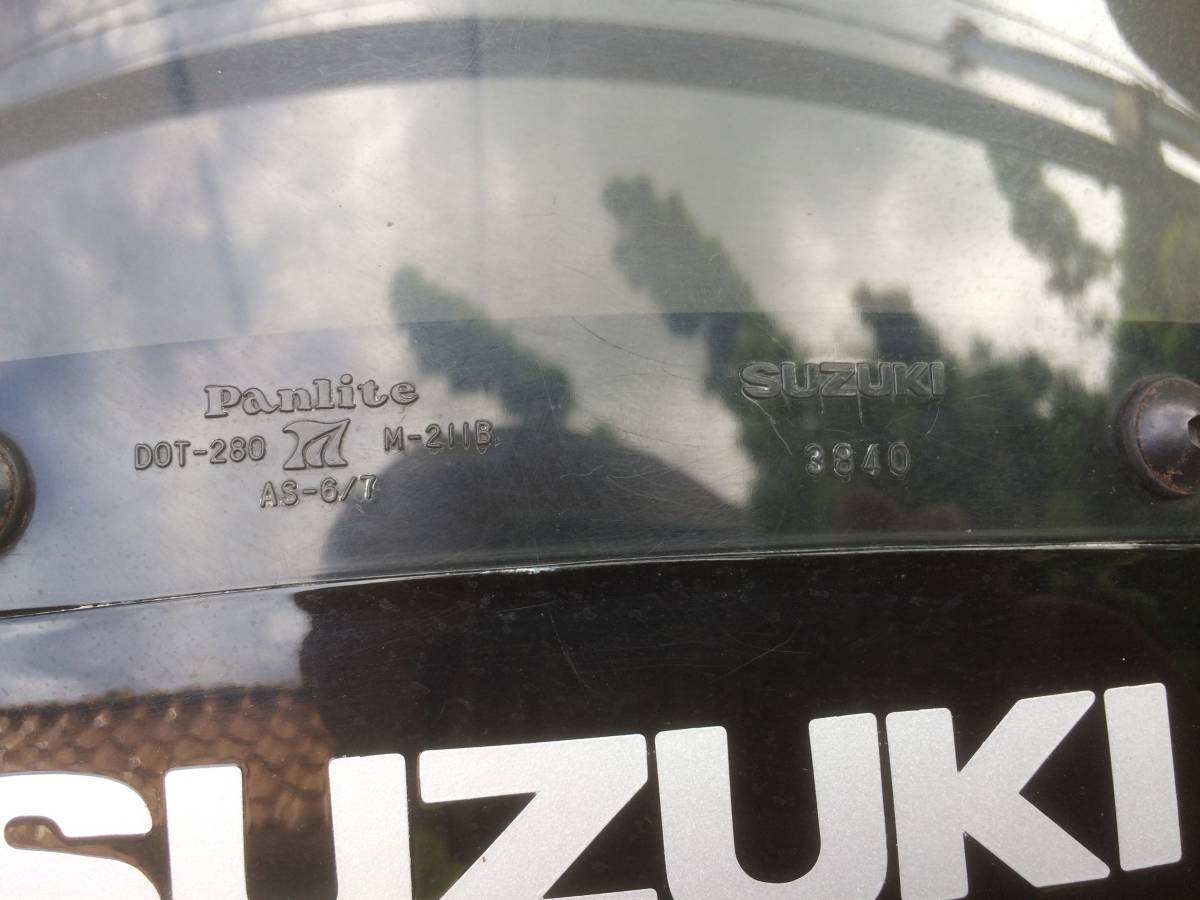 Panlite
DOT-280 M-211B
AS-6/7
SUZUKI
3840
SUZUKI